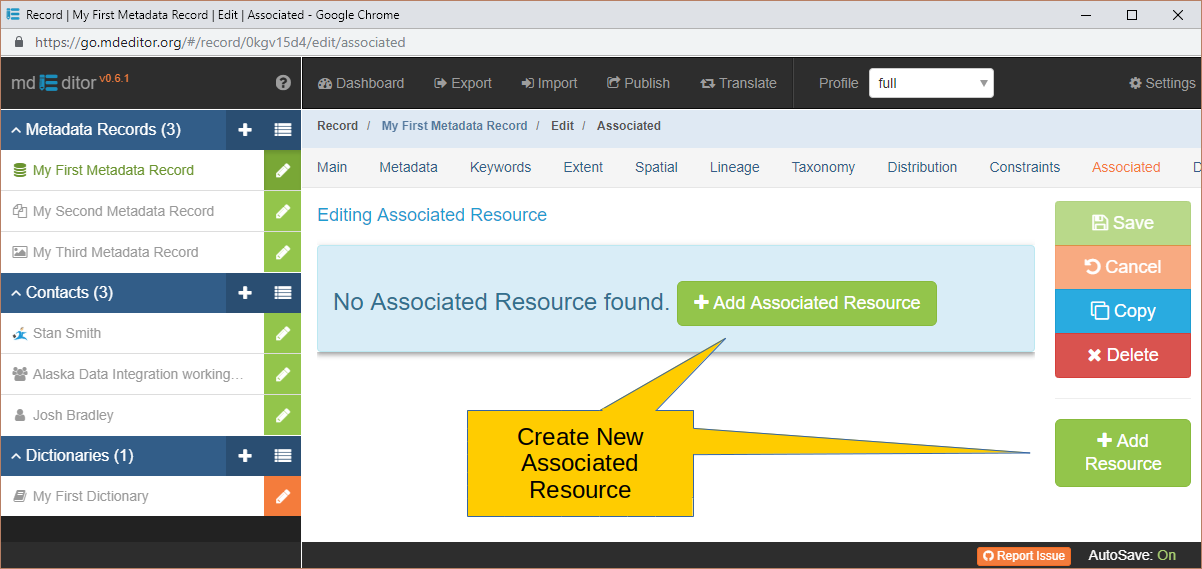 Record | My First Metadata Record | Edit | Associated - Google Chrome
https://go.mdeditor.org/#/record/0kgv15d4/edit/associated
md ditor v0.6.1
Dashboard Export Import Publish Translate Profile full Settings
Metadata Records (3)
My First Metadata Record
My Second Metadata Record
My Third Metadata Record
Contacts (3)
Stan Smith
Alaska Data Integration working...
Josh Bradley
Dictionaries (1)
My First Dictionary
Record / My First Metadata Record / Edit / Associated
Main Metadata Keywords Extent Spatial Lineage Taxonomy Distribution Constraints Associated D
Editing Associated Resource
No Associated Resource found. Add Associated Resource
Save
Cancel
Copy
Delete
Add
Resource
Create New
Associated
Resource
Report Issue AutoSave: On